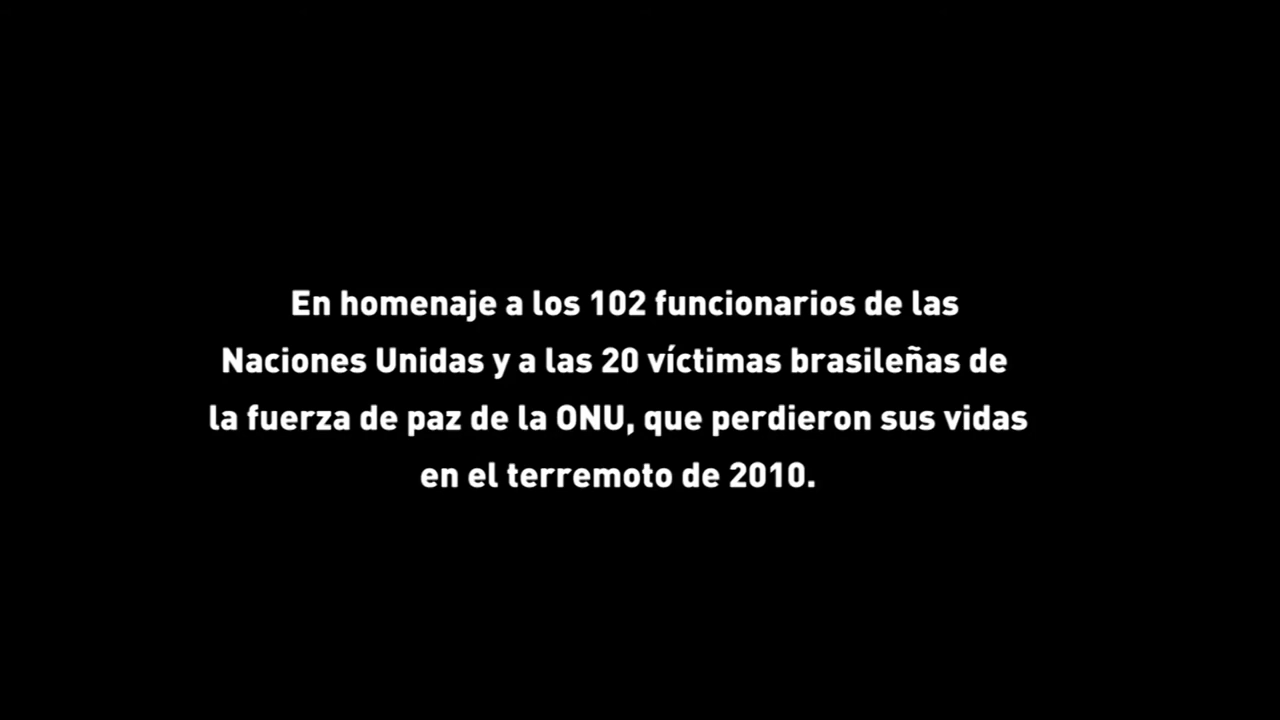 En homenaje a los 102 funcionarios de las
Naciones Unidas y a las 20 víctimas brasileñas de
la fuerza de paz de la ONU, que perdieron sus vidas
en el terremoto de 2010.